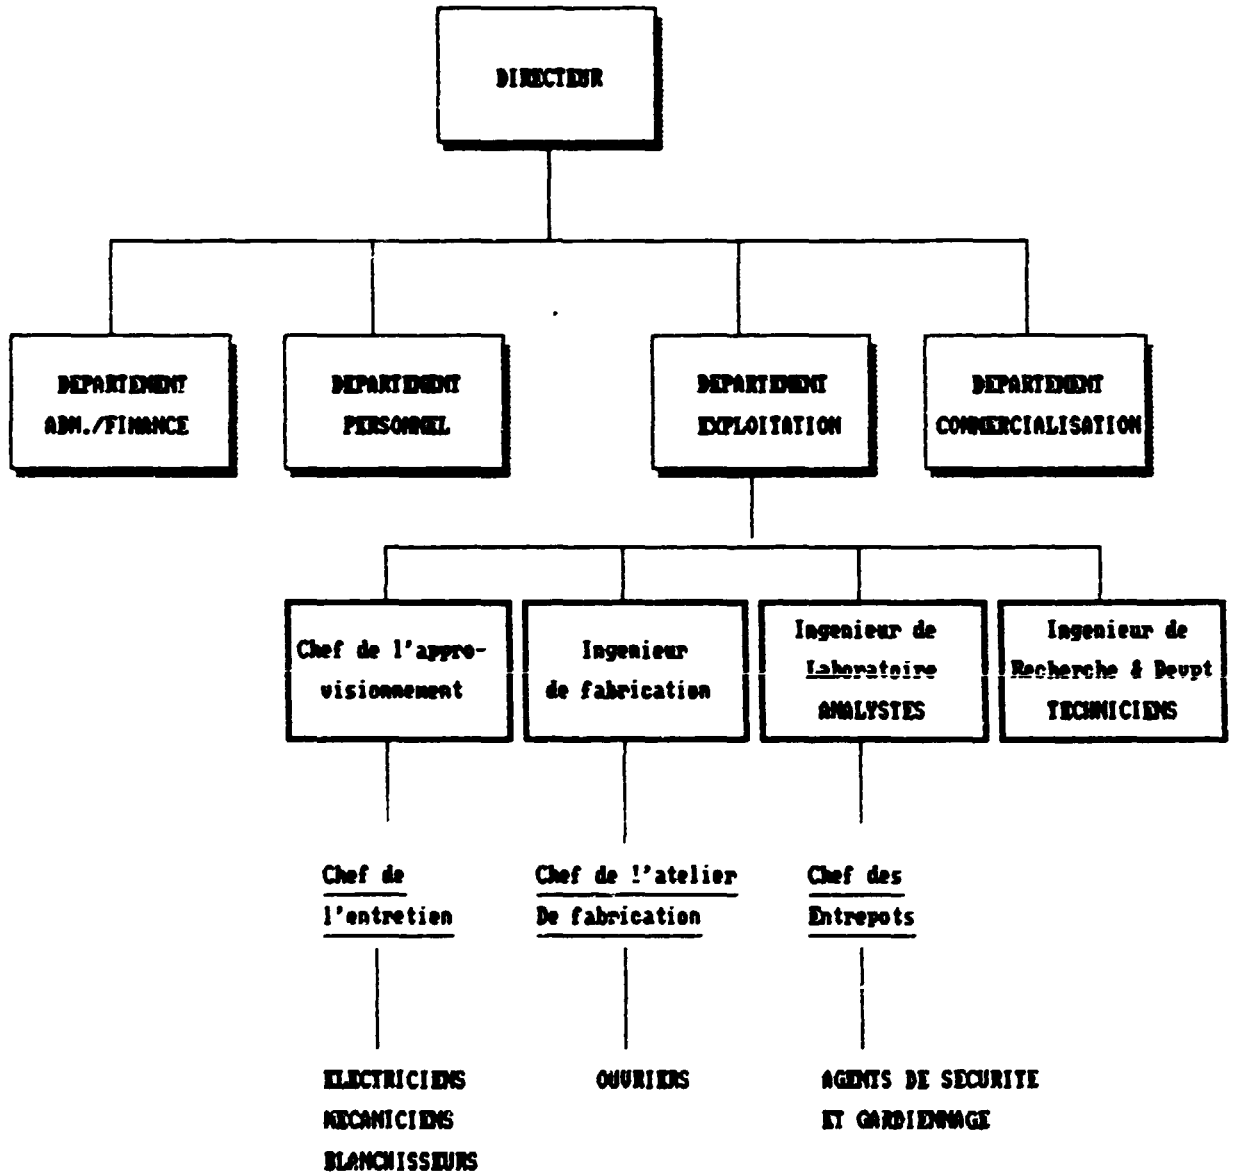 DIRECTEUR
DEPARTEMENT
ADM./FINANCE
DEPARTEMENT
PERSONNEL
DEPARTEMENT
EXPLOITATION
DEPARTEMENT
COMMERCIALISATION
Chef de l'appro-
visionnement
Ingenieur
de fabrication
Ingenieur de
Laboratoire
ANALYSTES
Ingenieur de
Recherche & Devpt
TECHNICIENS
Chef de
l'entretien
Chef de l'atelier
De fabrication
Chef des
Entrepots
ELECTRICIENS
MECANICIENS
BLANCHISSEURS
OUVRIERS
AGENTS DE SECURITE
ET GARDIENNAGE